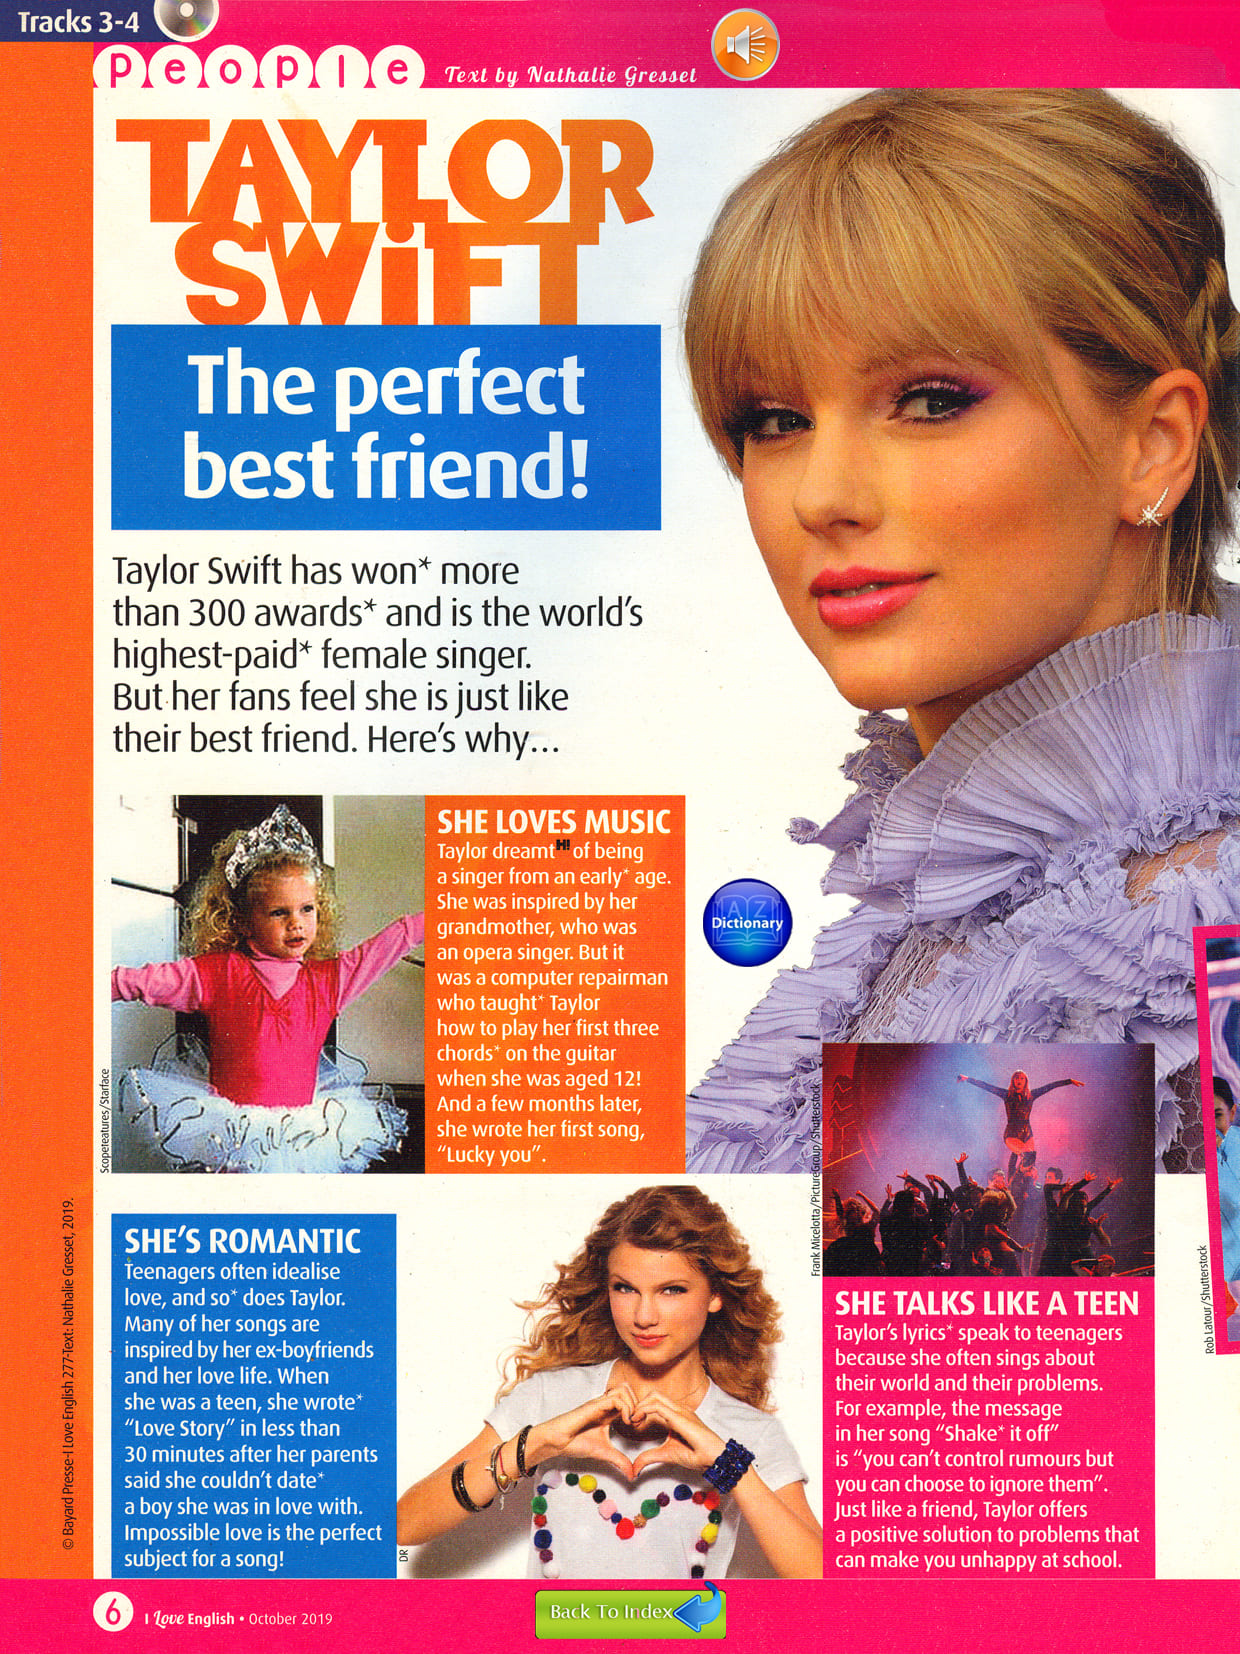 Tracks 3-4
people
Text by Nathalie Gresset
TAYLOR
SWiFT
The perfect
best friend!
Taylor Swift has won* more
than 300 awards* and is the world's
highest-paid* female singer.
But her fans feel she is just like
their best friend. Here's why...
SHE LOVES MUSIC
Taylor dreamt H! of being
a singer from an early* age.
She was inspired by her
grandmother, who was
an opera singer. But it
was a computer repairman
who taught* Taylor
how to play her first three
chords* on the guitar
when she was aged 12!
And a few months later,
she wrote her first song,
"Lucky you".
A Z
Dictionary
Scopereatures/Starface
SHE'S ROMANTIC
Teenagers often idealise
love, and so* does Taylor.
Many of her songs are
inspired by her ex-boyfriends
and her love life. When
she was a teen, she wrote*
"Love Story" in less than
30 minutes after her parents
said she couldn't date*
a boy she was in love with.
Impossible love is the perfect
subject for a song!
DR
Frank Micelotta/PictureGroup/Shutterstock
SHE TALKS LIKE A TEEN
Taylor's lyrics* speak to teenagers
because she often sings about
their world and their problems.
For example, the message
in her song "Shake* it off"
is "you can't control rumours but
you can choose to ignore them".
Just like a friend, Taylor offers
a positive solution to problems that
can make you unhappy at school.
Rob Latour/Shutterstock
© Bayard Presse-I Love English 277-Text: Nathalie Gresset, 2019.
6
I Love English • October 2019
Back To Index